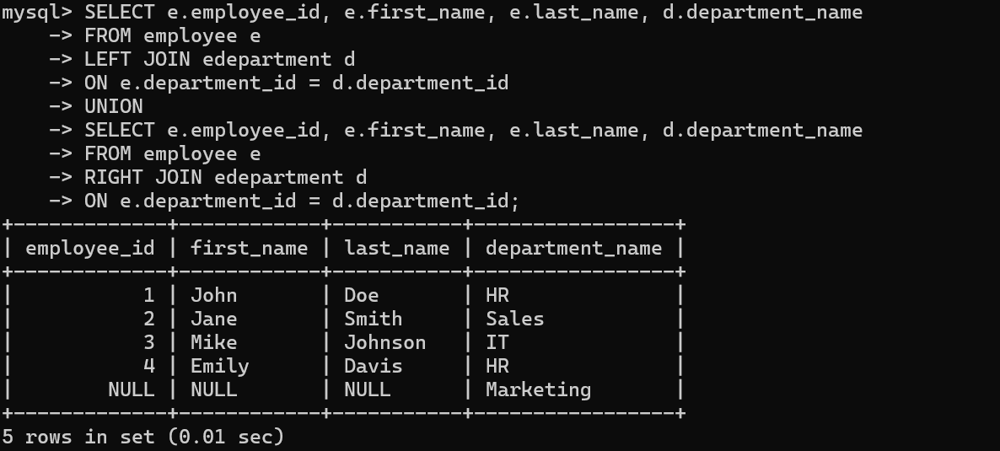 mysql> SELECT e.employee_id, e.first_name, e.last_name, d.department_name
    -> FROM employee e
    -> LEFT JOIN edepartment d
    -> ON e.department_id = d.department_id
    -> UNION
    -> SELECT e.employee_id, e.first_name, e.last_name, d.department_name
    -> FROM employee e
    -> RIGHT JOIN edepartment d
    -> ON e.department_id = d.department_id;
+-------------+------------+-----------+-----------------+
| employee_id | first_name | last_name | department_name |
+-------------+------------+-----------+-----------------+
|           1 | John       | Doe       | HR              |
|           2 | Jane       | Smith     | Sales           |
|           3 | Mike       | Johnson   | IT              |
|           4 | Emily      | Davis     | HR              |
|        NULL | NULL       | NULL      | Marketing       |
+-------------+------------+-----------+-----------------+
5 rows in set (0.01 sec)